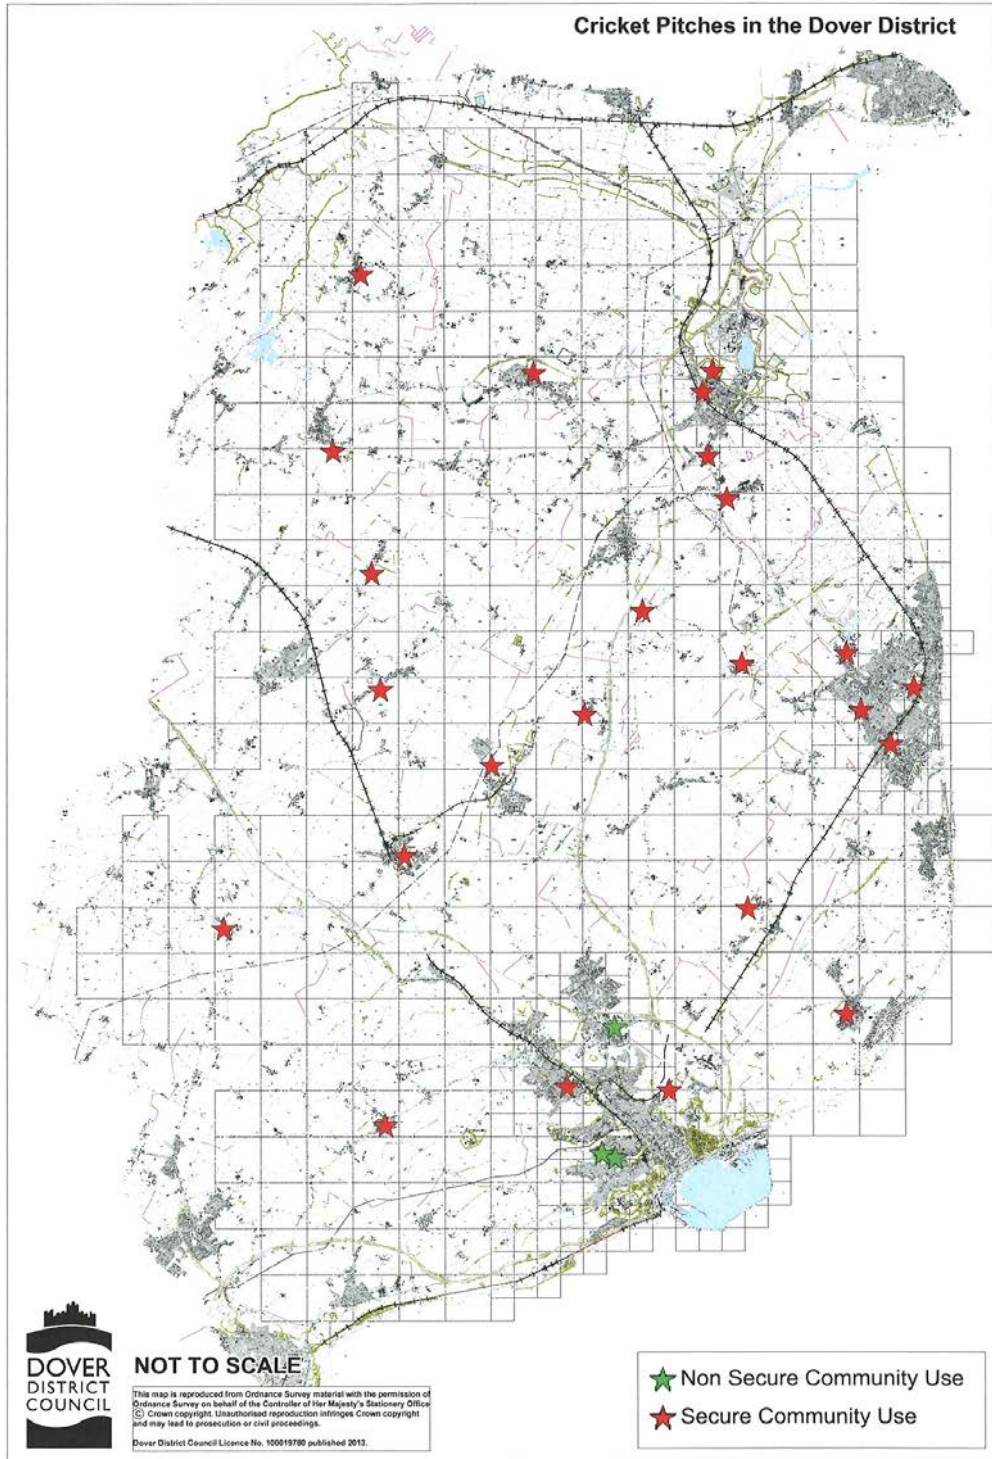 Cricket Pitches in the Dover District
DOVER
DISTRICT
COUNCIL
NOT TO SCALE
This map is reproduced from Ordnance Survey material with the permission of
Ordnance Survey on behalf of the Controller of Her Majesty's Stationery Office
© Crown copyright. Unauthorised reproduction infringes Crown copyright
and may lead to prosecution or civil proceedings.
Dover District Council Licence No. 100019780 published 2013.
Non Secure Community Use
Secure Community Use